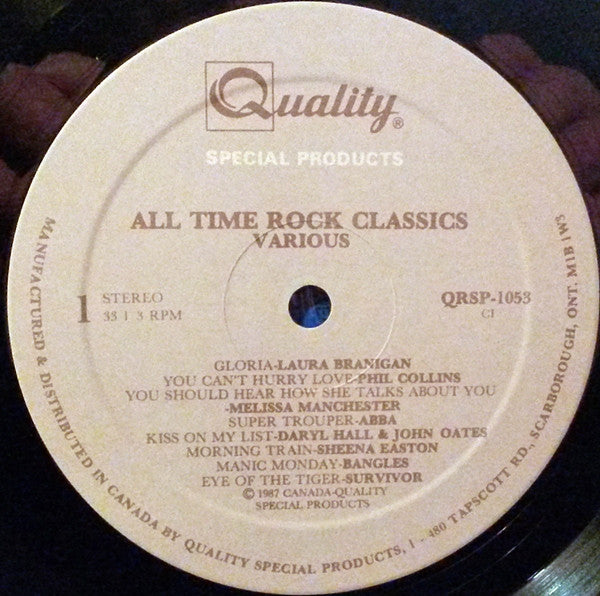 Quality®
SPECIAL PRODUCTS
ALL TIME ROCK CLASSICS
VARIOUS
1
STEREO
33 1 3 RPM
QRSP-1053
CI
GLORIA-LAURA BRANIGAN
YOU CAN'T HURRY LOVE-PHIL COLLINS
YOU SHOULD HEAR HOW SHE TALKS ABOUT YOU
-MELISSA MANCHESTER
SUPER TROUPER-ABBA
KISS ON MY LIST-DARYL HALL & JOHN OATES
MORNING TRAIN-SHEENA EASTON
MANIC MONDAY-BANGLES
EYE OF THE TIGER-SURVIVOR
© 1987 CANADA-QUALITY
SPECIAL PRODUCTS
MANUFACTURED & DISTRIBUTED IN CANADA BY QUALITY SPECIAL PRODUCTS, 1 - 480 TAPSCOTT RD., SCARBOROUGH, ONT. M1B 1W3